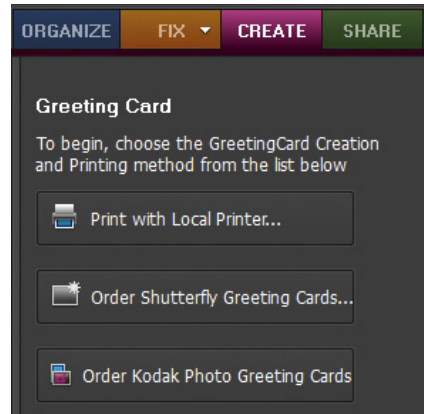 ORGANIZE FIX CREATE SHARE
Greeting Card
To begin, choose the GreetingCard Creation
and Printing method from the list below
Print with Local Printer...
Order Shutterfly Greeting Cards...
Order Kodak Photo Greeting Cards